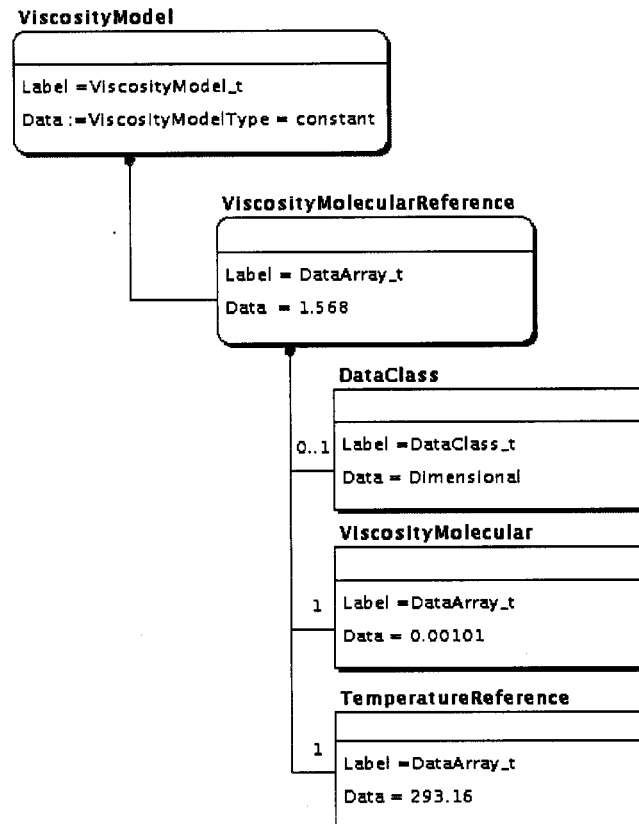 ViscosityModel
Label =ViscosityModel_t
Data :=ViscosityModelType = constant
ViscosityMolecularReference
Label = DataArray_t
Data = 1.568
DataClass
0..1
Label =DataClass_t
Data = Dimensional
ViscosityMolecular
1
Label =DataArray_t
Data = 0.00101
TemperatureReference
1
Label =DataArray_t
Data = 293.16